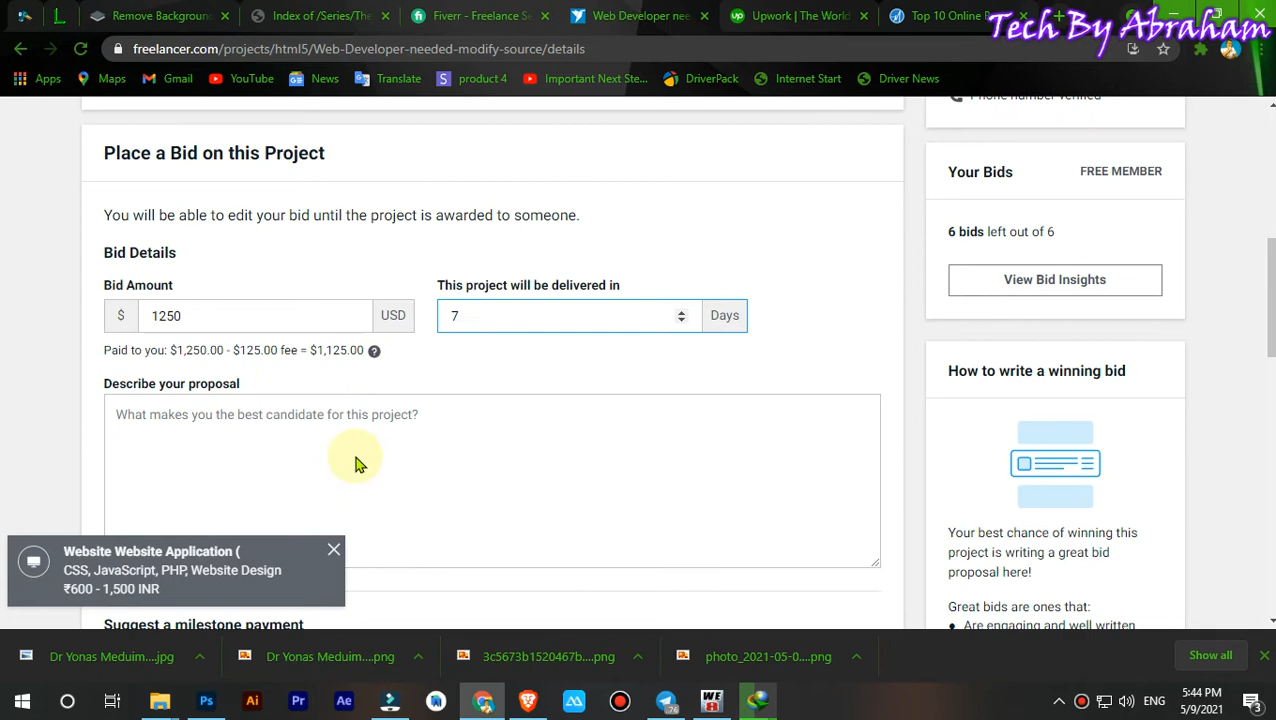 Remove Background
Index of /Series/The
Fiverr - Freelance Se
Web Developer nee
Upwork | The World
Top 10 Online
Tech By Abraham
freelancer.com/projects/html5/Web-Developer-needed-modify-source/details
Apps
Maps
Gmail
YouTube
News
Translate
product 4
Important Next Ste...
DriverPack
Internet Start
Driver News
Phone number verified
Place a Bid on this Project
You will be able to edit your bid until the project is awarded to someone.
Bid Details
Bid Amount
This project will be delivered in
$ 1250 USD
7 Days
Paid to you: $1,250.00 - $125.00 fee = $1,125.00 ?
Describe your proposal
What makes you the best candidate for this project?
Your Bids
FREE MEMBER
6 bids left out of 6
View Bid Insights
How to write a winning bid
Your best chance of winning this
project is writing a great bid
proposal here!
Great bids are ones that:
• Are engaging and well written
Website Website Application (
CSS, JavaScript, PHP, Website Design
₹600 - 1,500 INR
Suggest a milestone payment
Dr Yonas Meduim....jpg
Dr Yonas Meduim....png
3c5673b1520467b....png
photo_2021-05-0....png
Show all
Ps
Ai
Pr
Ae
WE
76
ENG
5:44 PM
5/9/2021
3